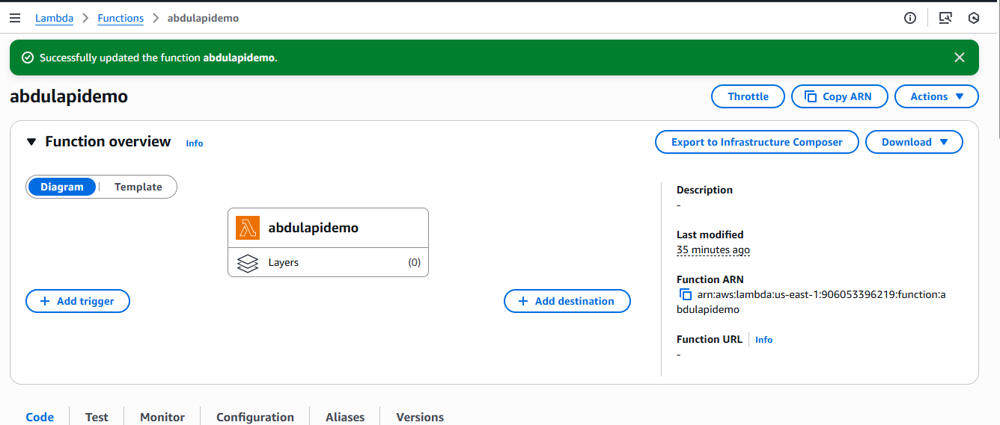 Lambda > Functions > abdulapidemo
Successfully updated the function abdulapidemo.
abdulapidemo
Throttle Copy ARN Actions
Function overview Info
Export to Infrastructure Composer Download
Diagram Template
abdulapidemo
Layers (0)
+ Add trigger
+ Add destination
Description
-
Last modified
35 minutes ago
Function ARN
arn:aws:lambda:us-east-1:906053396219:function:a
bdulapidemo
Function URL Info
-
Code Test Monitor Configuration Aliases Versions